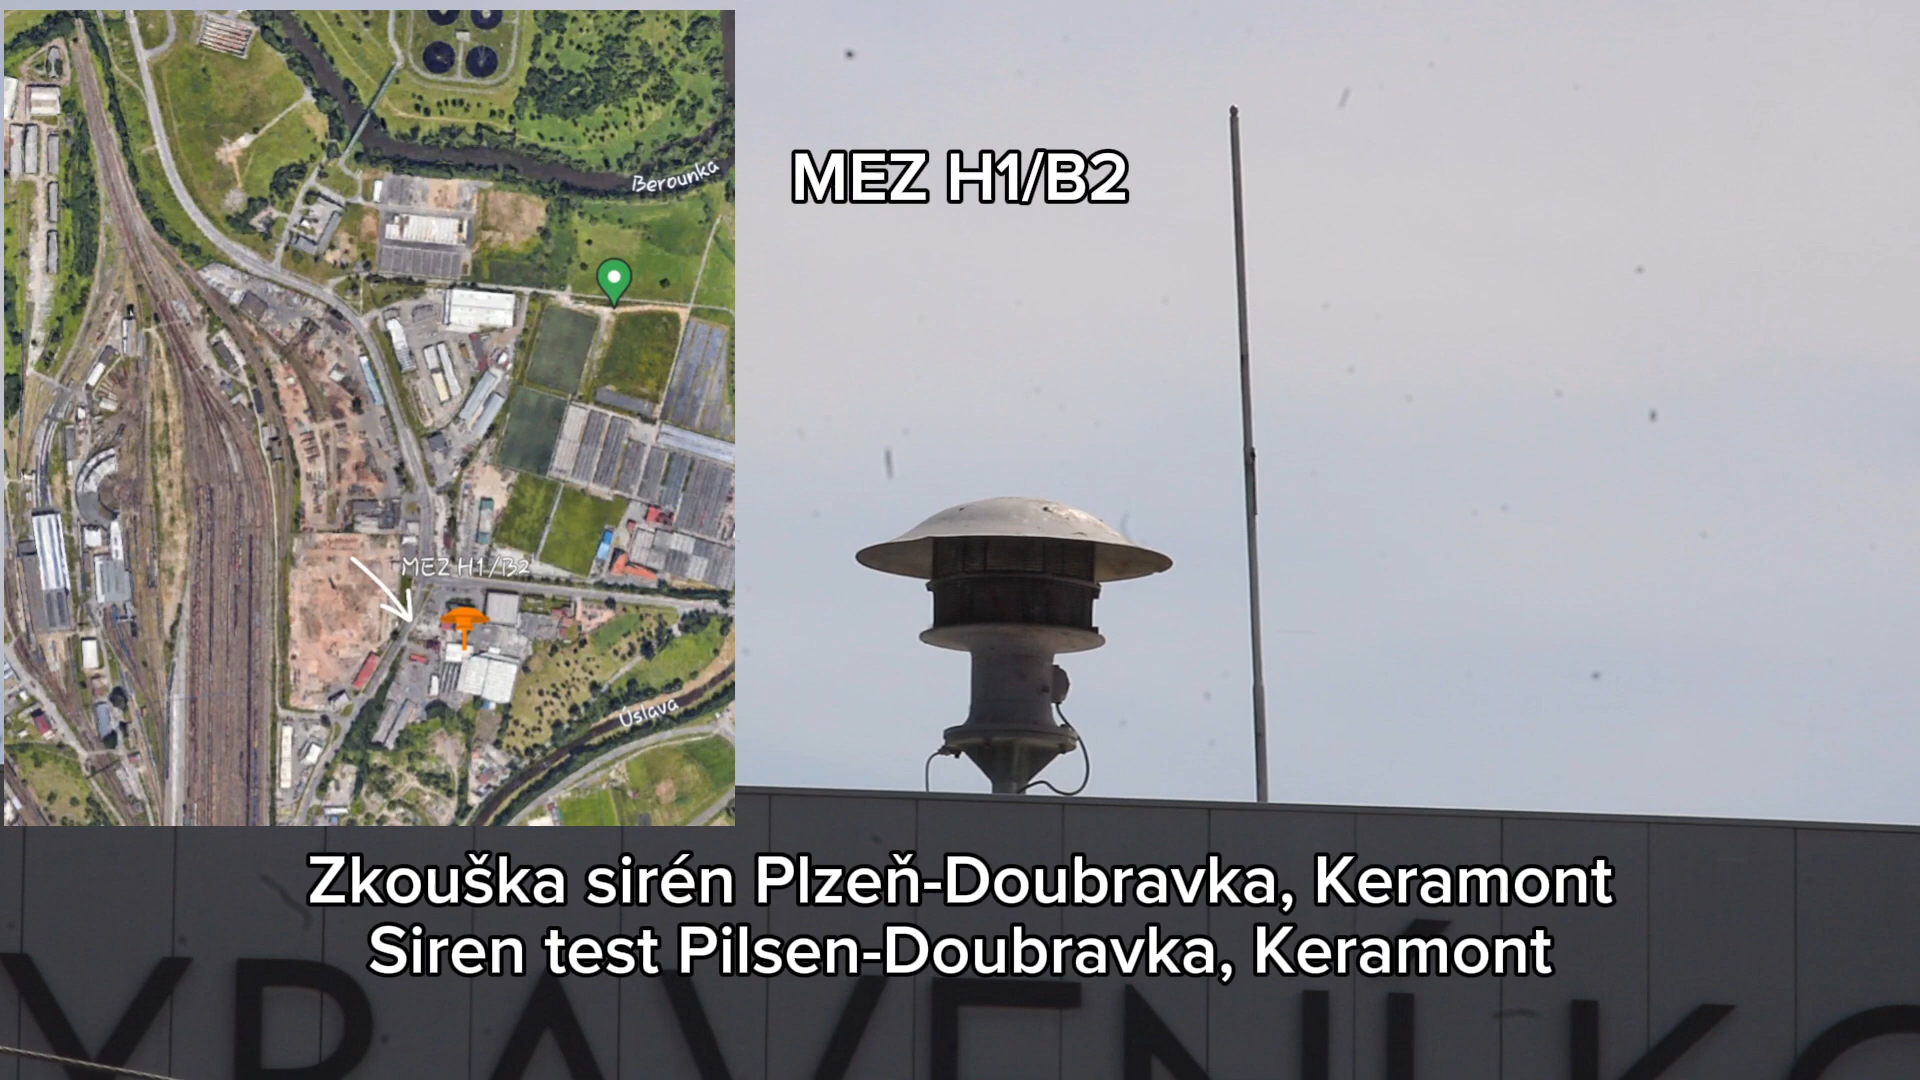 Berounka
MEZ H1/B2
MEZ H1/B2
Úslava
Zkouška sirén Plzeň-Doubravka, Keramont
Siren test Pilsen-Doubravka, Keramont